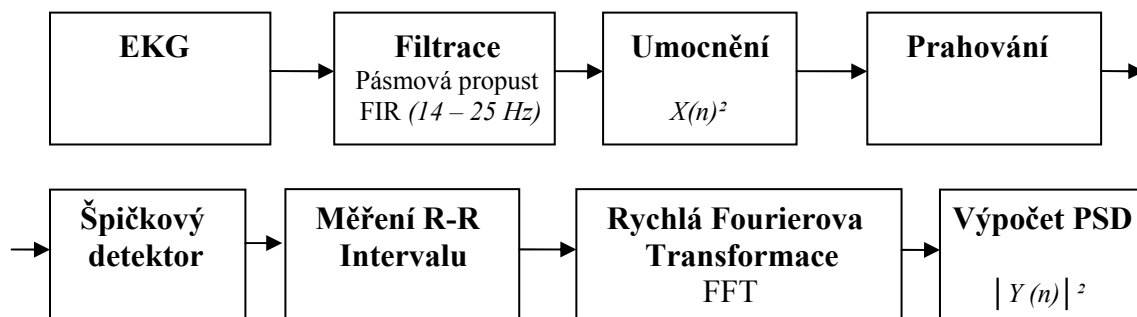 EKG
Filtrace
Pásmová propust
FIR (14 – 25 Hz)
Umocnění
X(n)²
Prahování
Špičkový
detektor
Měření R-R
Intervalu
Rychlá Fourierova
Transformace
FFT
Výpočet PSD
| Y (n)| ²